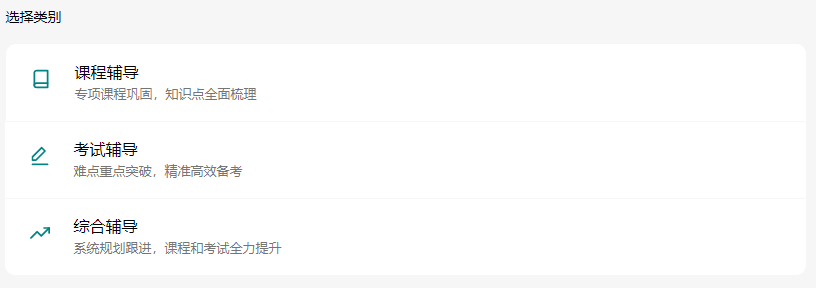 选择类别
课程辅导
专项课程巩固，知识点全面梳理
考试辅导
难点重点突破，精准高效备考
综合辅导
系统规划跟进，课程和考试全力提升